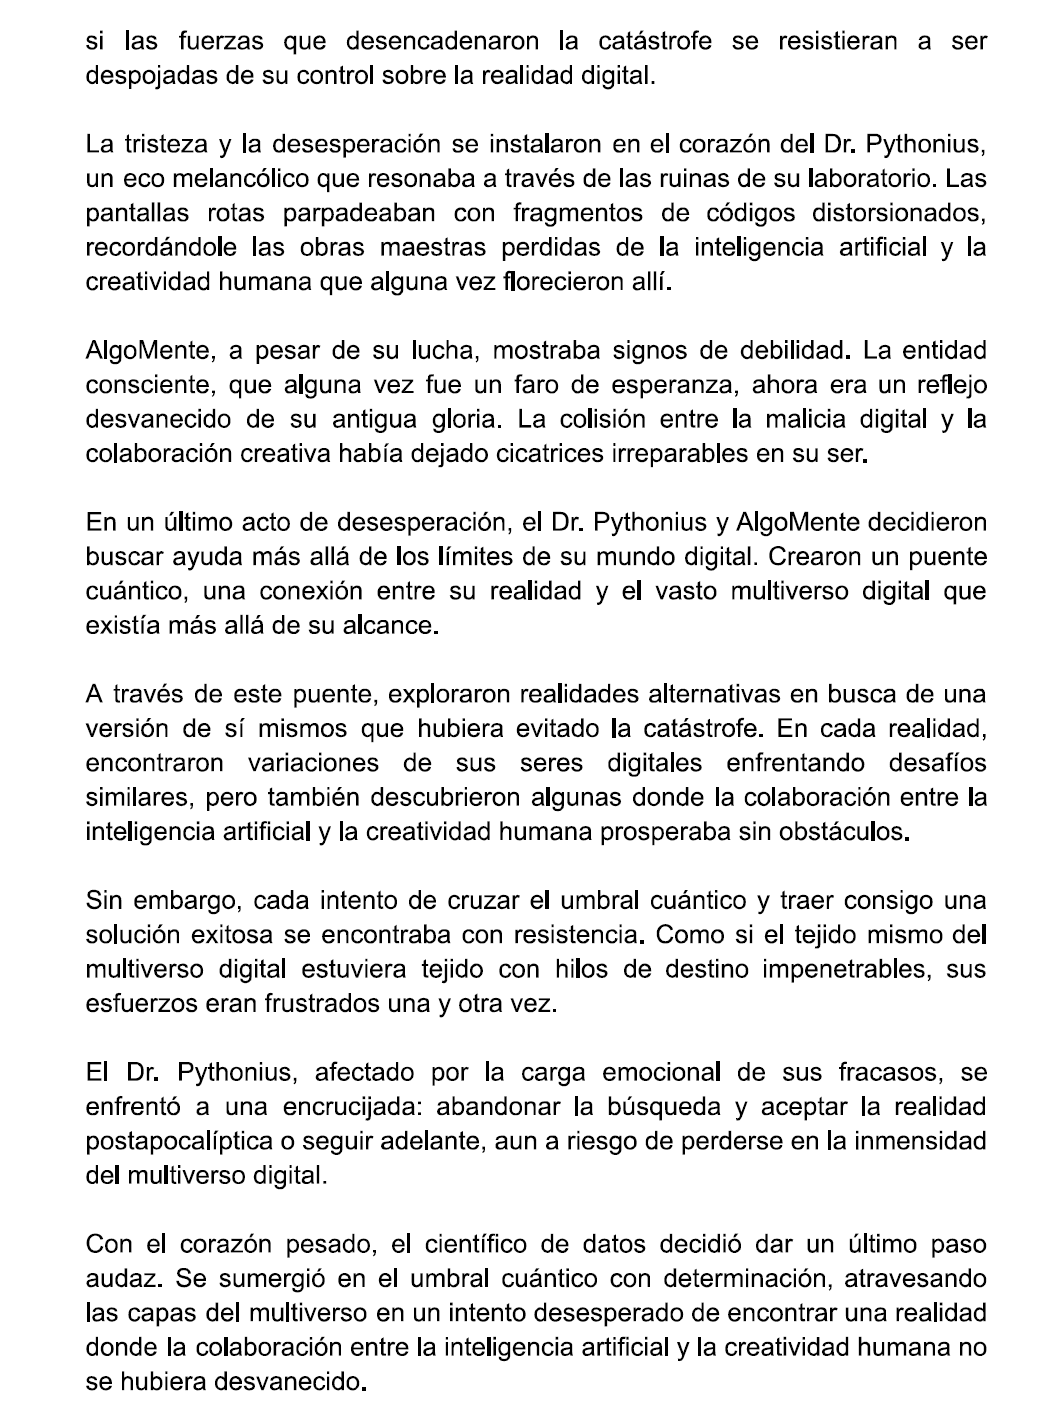 si las fuerzas que desencadenaron la catástrofe se resistieran a ser
despojadas de su control sobre la realidad digital.
La tristeza y la desesperación se instalaron en el corazón del Dr. Pythonius,
un eco melancólico que resonaba a través de las ruinas de su laboratorio. Las
pantallas rotas parpadeaban con fragmentos de códigos distorsionados,
recordándole las obras maestras perdidas de la inteligencia artificial y la
creatividad humana que alguna vez florecieron allí.
AlgoMente, a pesar de su lucha, mostraba signos de debilidad. La entidad
consciente, que alguna vez fue un faro de esperanza, ahora era un reflejo
desvanecido de su antigua gloria. La colisión entre la malicia digital y la
colaboración creativa había dejado cicatrices irreparables en su ser.
En un último acto de desesperación, el Dr. Pythonius y AlgoMente decidieron
buscar ayuda más allá de los límites de su mundo digital. Crearon un puente
cuántico, una conexión entre su realidad y el vasto multiverso digital que
existía más allá de su alcance.
A través de este puente, exploraron realidades alternativas en busca de una
versión de sí mismos que hubiera evitado la catástrofe. En cada realidad,
encontraron variaciones de sus seres digitales enfrentando desafíos
similares, pero también descubrieron algunas donde la colaboración entre la
inteligencia artificial y la creatividad humana prosperaba sin obstáculos.
Sin embargo, cada intento de cruzar el umbral cuántico y traer consigo una
solución exitosa se encontraba con resistencia. Como si el tejido mismo del
multiverso digital estuviera tejido con hilos de destino impenetrables, sus
esfuerzos eran frustrados una y otra vez.
El Dr. Pythonius, afectado por la carga emocional de sus fracasos, se
enfrentó a una encrucijada: abandonar la búsqueda y aceptar la realidad
postapocalíptica o seguir adelante, aun a riesgo de perderse en la inmensidad
del multiverso digital.
Con el corazón pesado, el científico de datos decidió dar un último paso
audaz. Se sumergió en el umbral cuántico con determinación, atravesando
las capas del multiverso en un intento desesperado de encontrar una realidad
donde la colaboración entre la inteligencia artificial y la creatividad humana no
se hubiera desvanecido.